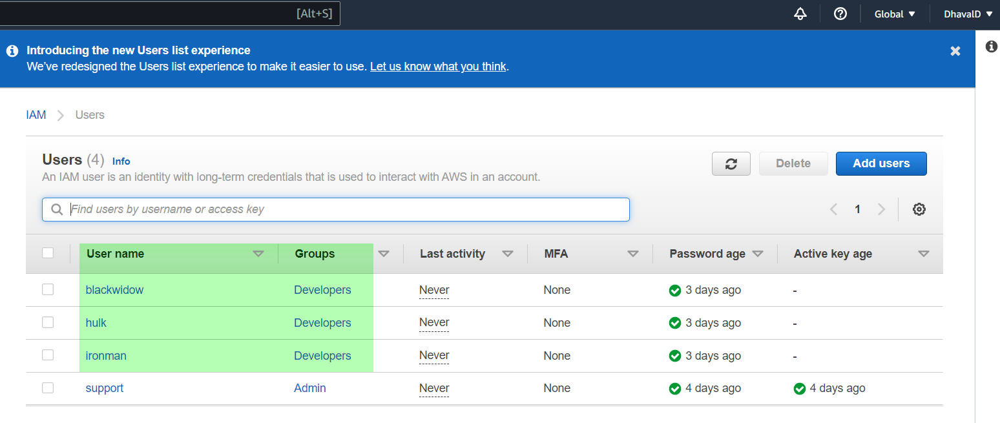 [Alt+S] Global DhavalD
Introducing the new Users list experience
We've redesigned the Users list experience to make it easier to use. Let us know what you think.
IAM Users
Users (4) Info
An IAM user is an identity with long-term credentials that is used to interact with AWS in an account.
Delete Add users
Find users by username or access key 1
User name Groups Last activity MFA Password age Active key age
blackwidow Developers Never None 3 days ago -
hulk Developers Never None 3 days ago -
ironman Developers Never None 3 days ago -
support Admin Never None 4 days ago 4 days ago